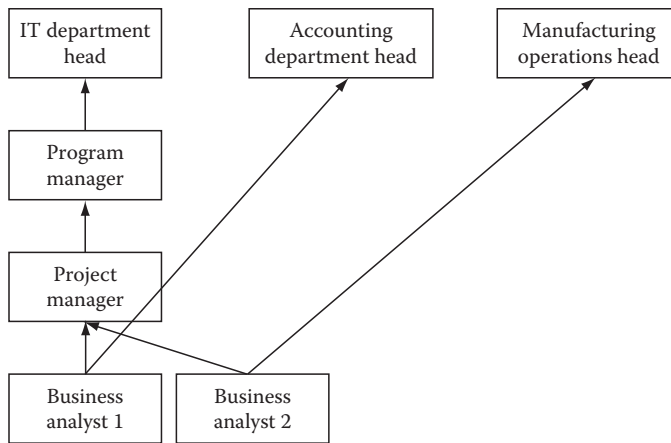 IT department
head
Accounting
department head
Manufacturing
operations head
Program
manager
Project
manager
Business
analyst 1
Business
analyst 2